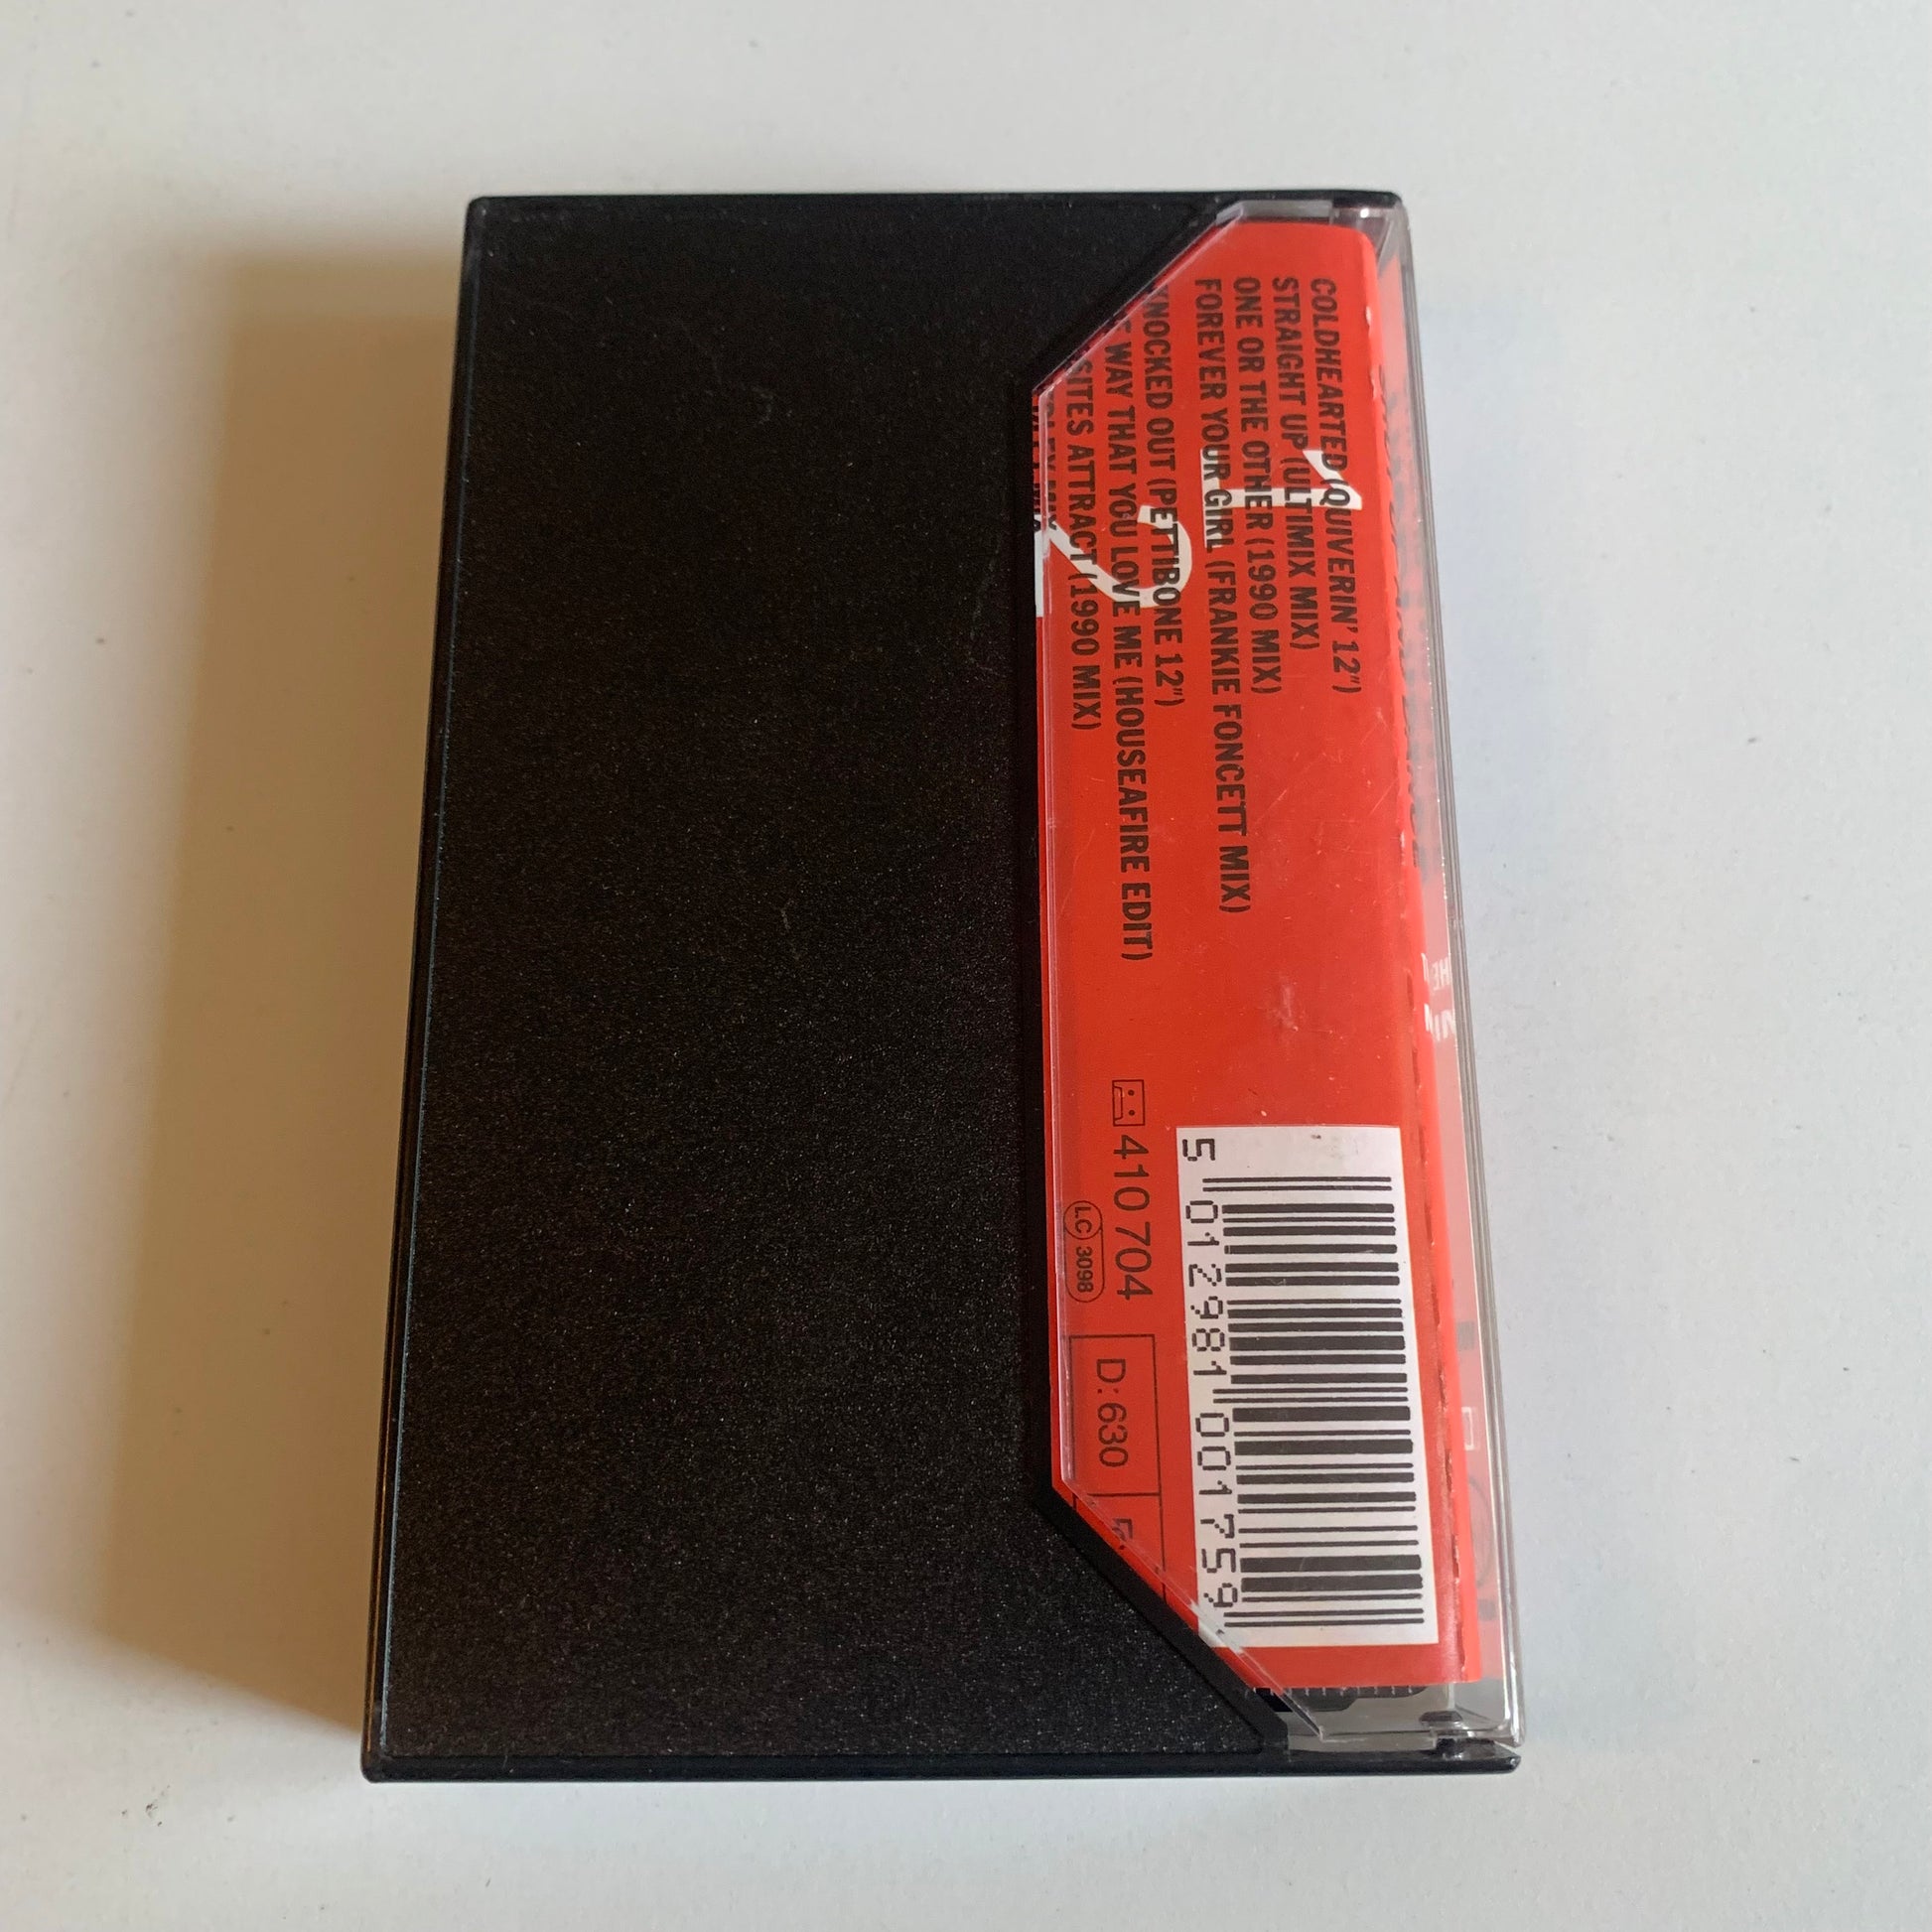 COLDHEARTED (QUIVERIN' 12")
STRAIGHT UP (ULTIMIX MIX)
ONE OR THE OTHER (1990 MIX)
FOREVER YOUR GIRL (FRANKIE FONCETT MIX)
1
KNOCKED OUT (PETTIBONE 12")
WAY THAT YOU LOVE ME (HOUSEAFIRE EDIT)
SITES ATTRACT (1990 MIX)
2
410 704
LC 3098
D: 630
5 012981 001759